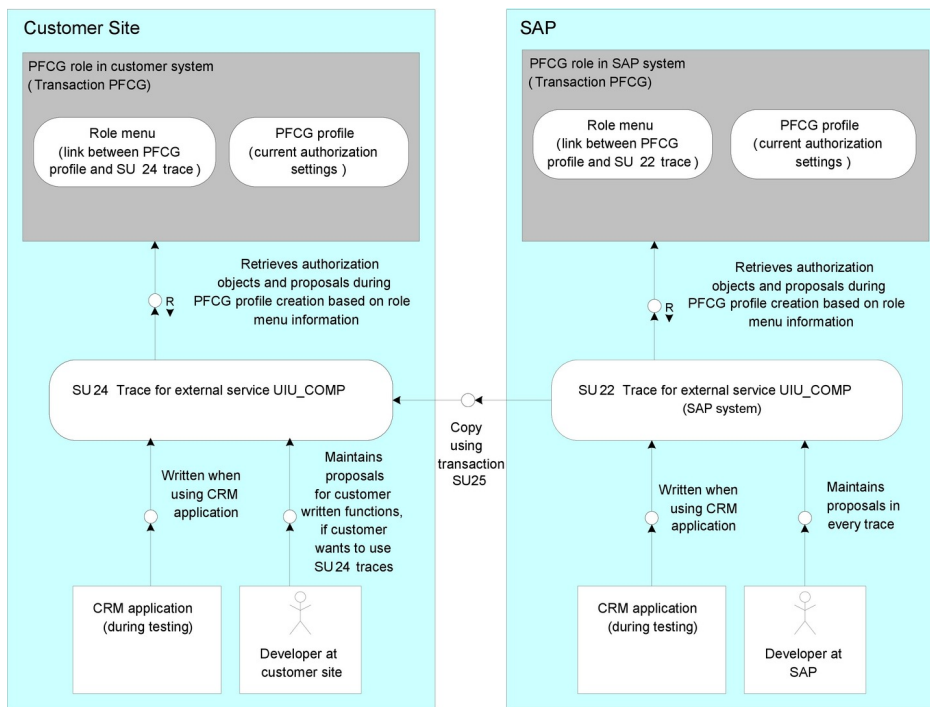 Customer Site
PFCG role in customer system
(Transaction PFCG)
Role menu
(link between PFCG
profile and SU 24 trace)
PFCG profile
(current authorization
settings )
Retrieves authorization
objects and proposals during
PFCG profile creation based on role
menu information
R
SU24 Trace for external service UIU_COMP
Written when
using CRM
application
Maintains
proposals
for customer
written functions,
if customer
wants to use
SU24 traces
CRM application
(during testing)
Developer at
customer site
Copy
using
transaction
SU25
SAP
PFCG role in SAP system
(Transaction PFCG)
Role menu
(link between PFCG
profile and SU 22 trace)
PFCG profile
(current authorization
settings )
Retrieves authorization
objects and proposals during
PFCG profile creation based on role
menu information
R
SU22 Trace for external service UIU_COMP
(SAP system)
Written when
using CRM
application
Maintains
proposals in
every trace
CRM application
(during testing)
Developer at
SAP